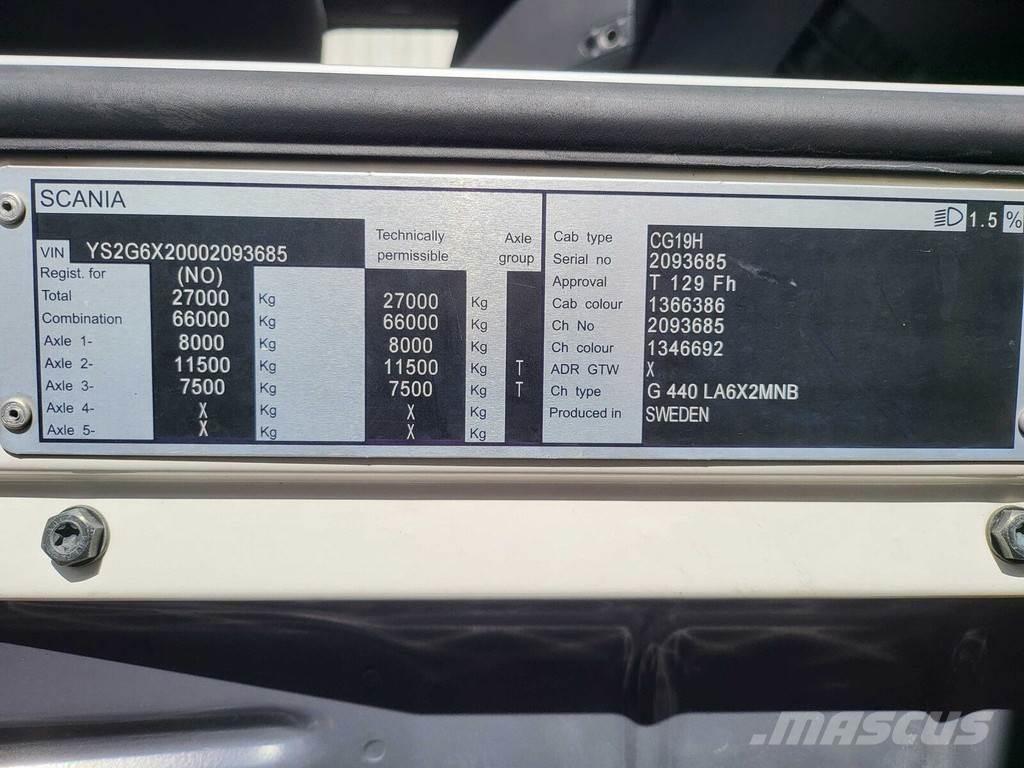 SCANIA
1.5 %
VIN YS2G6X20002093685
Technically permissible
Axle group
Regist. for (NO)
Total 27000 Kg 27000 Kg
Combination 66000 Kg 66000 Kg
Axle 1- 8000 Kg 8000 Kg
Axle 2- 11500 Kg 11500 Kg T
Axle 3- 7500 Kg 7500 Kg T
Axle 4- X Kg X Kg
Axle 5- X Kg X Kg
Cab type CG19H
Serial no 2093685
Approval T 129 Fh
Cab colour 1366386
Ch No 2093685
Ch colour 1346692
ADR GTW X
Ch type G 440 LA6X2MNB
Produced in SWEDEN
MASCUS